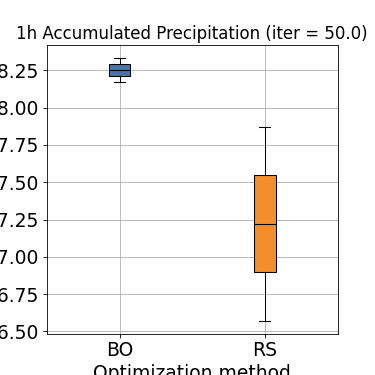 1h Accumulated Precipitation (iter = 50.0)
8.25
8.00
7.75
7.50
7.25
7.00
6.75
6.50
BO RS
Optimization method